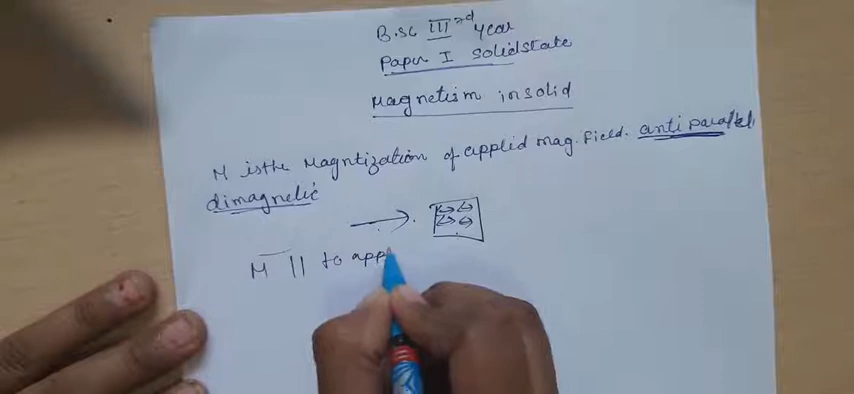 B.Sc III rd year
Paper I Solid state
Magnetism in solid
M is the Magntization of applid mag. field. anti parallel
dimagnetic
M || to app